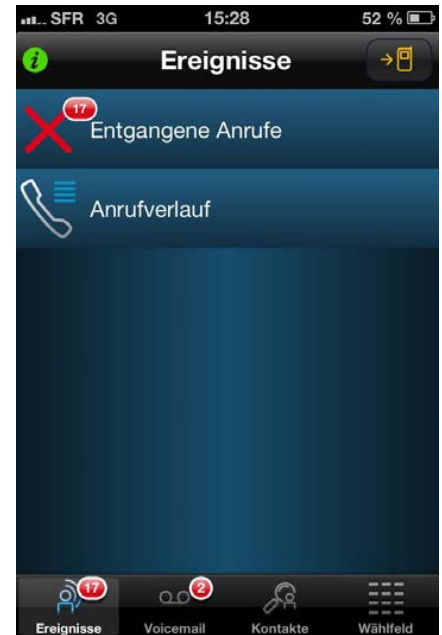 SFR 3G 15:28 52 %
i Ereignisse
17
Entgangene Anrufe
Anrufverlauf
17 2
Ereignisse Voicemail Kontakte Wählfeld